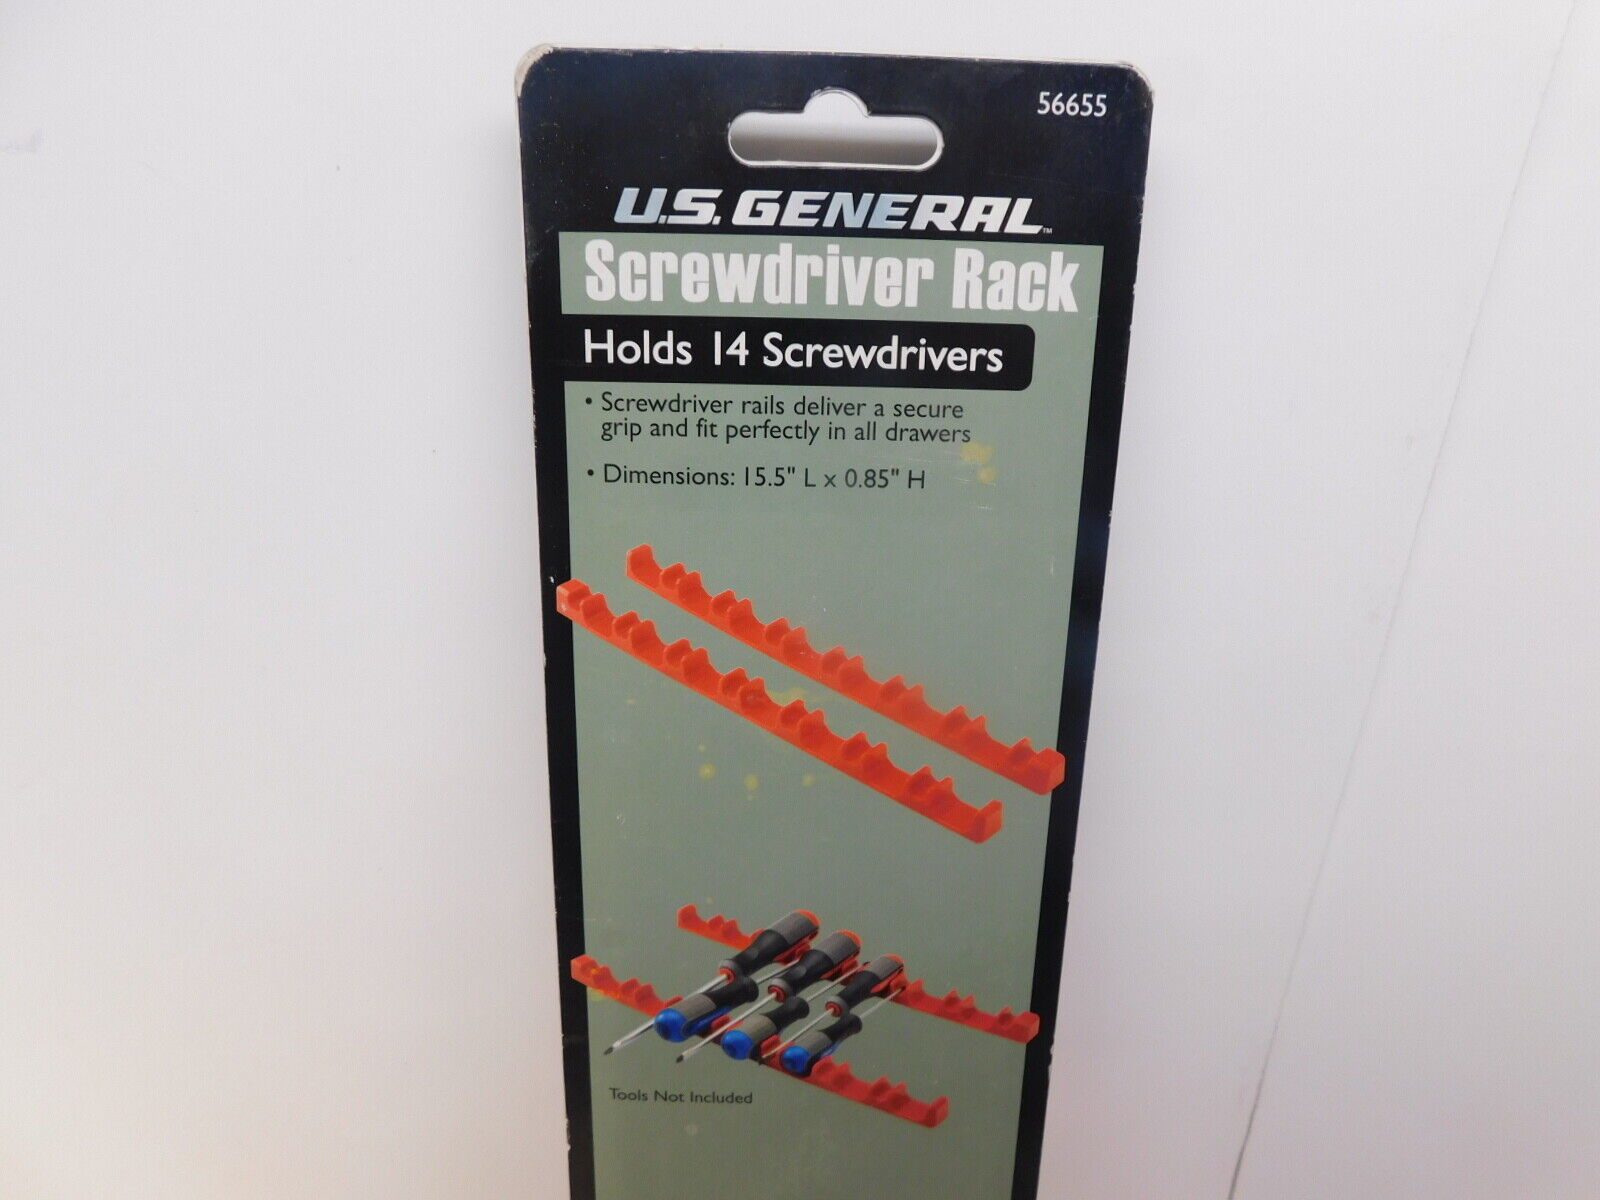 56655
U.S. GENERAL™
Screwdriver Rack
Holds 14 Screwdrivers
• Screwdriver rails deliver a secure
grip and fit perfectly in all drawers
• Dimensions: 15.5" L x 0.85" H
Tools Not Included